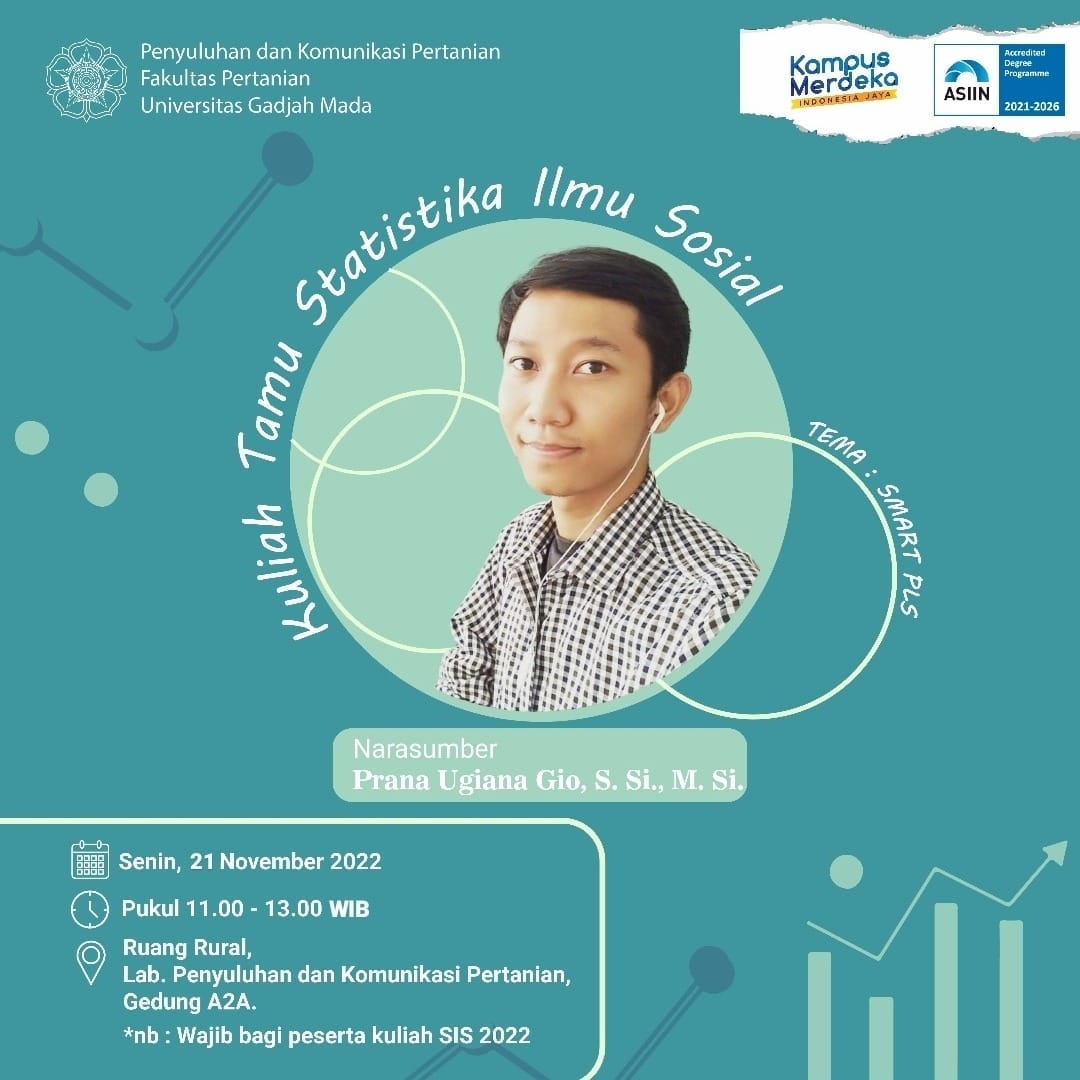 Penyuluhan dan Komunikasi Pertanian
Fakultas Pertanian
Universitas Gadjah Mada
Kampus
Merdeka
INDONESIA JAYA
ASIIN
Accredited
Degree
Programme
2021-2026
Kuliah Tamu Statistika Ilmu Sosial
TEMA : SMART PLS
Narasumber
Prana Ugiana Gio, S. Si., M. Si.
Senin, 21 November 2022
Pukul 11.00 - 13.00 WIB
Ruang Rural,
Lab. Penyuluhan dan Komunikasi Pertanian,
Gedung A2A.
*nb : Wajib bagi peserta kuliah SIS 2022